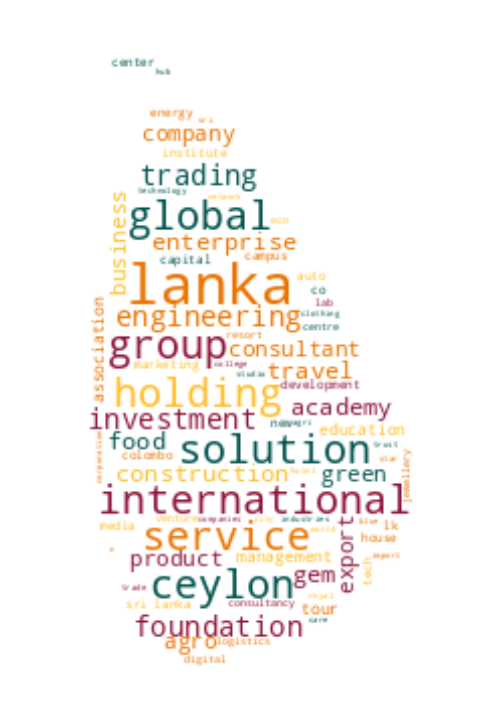 center
hub
energy
sri
company
institute
trading
technology
network
business
global
eco
enterprise
capital
campus
lanka
auto
co
lab
association
engineering
clothing
centre
group
resort
consultant
marketing
college
travel
studio
development
holding
academy
investment
new
agri
education
food
solution
trust
colombo
star
corporation
construction
hotel
green
jewellery
international
media
venture
companies
city
industries
blue
lk
service
world
house
export
x
product
management
import
tech
trade
ceylon
gem
royal
sri lanka
consultancy
tour
care
foundation
agro
logistics
digital